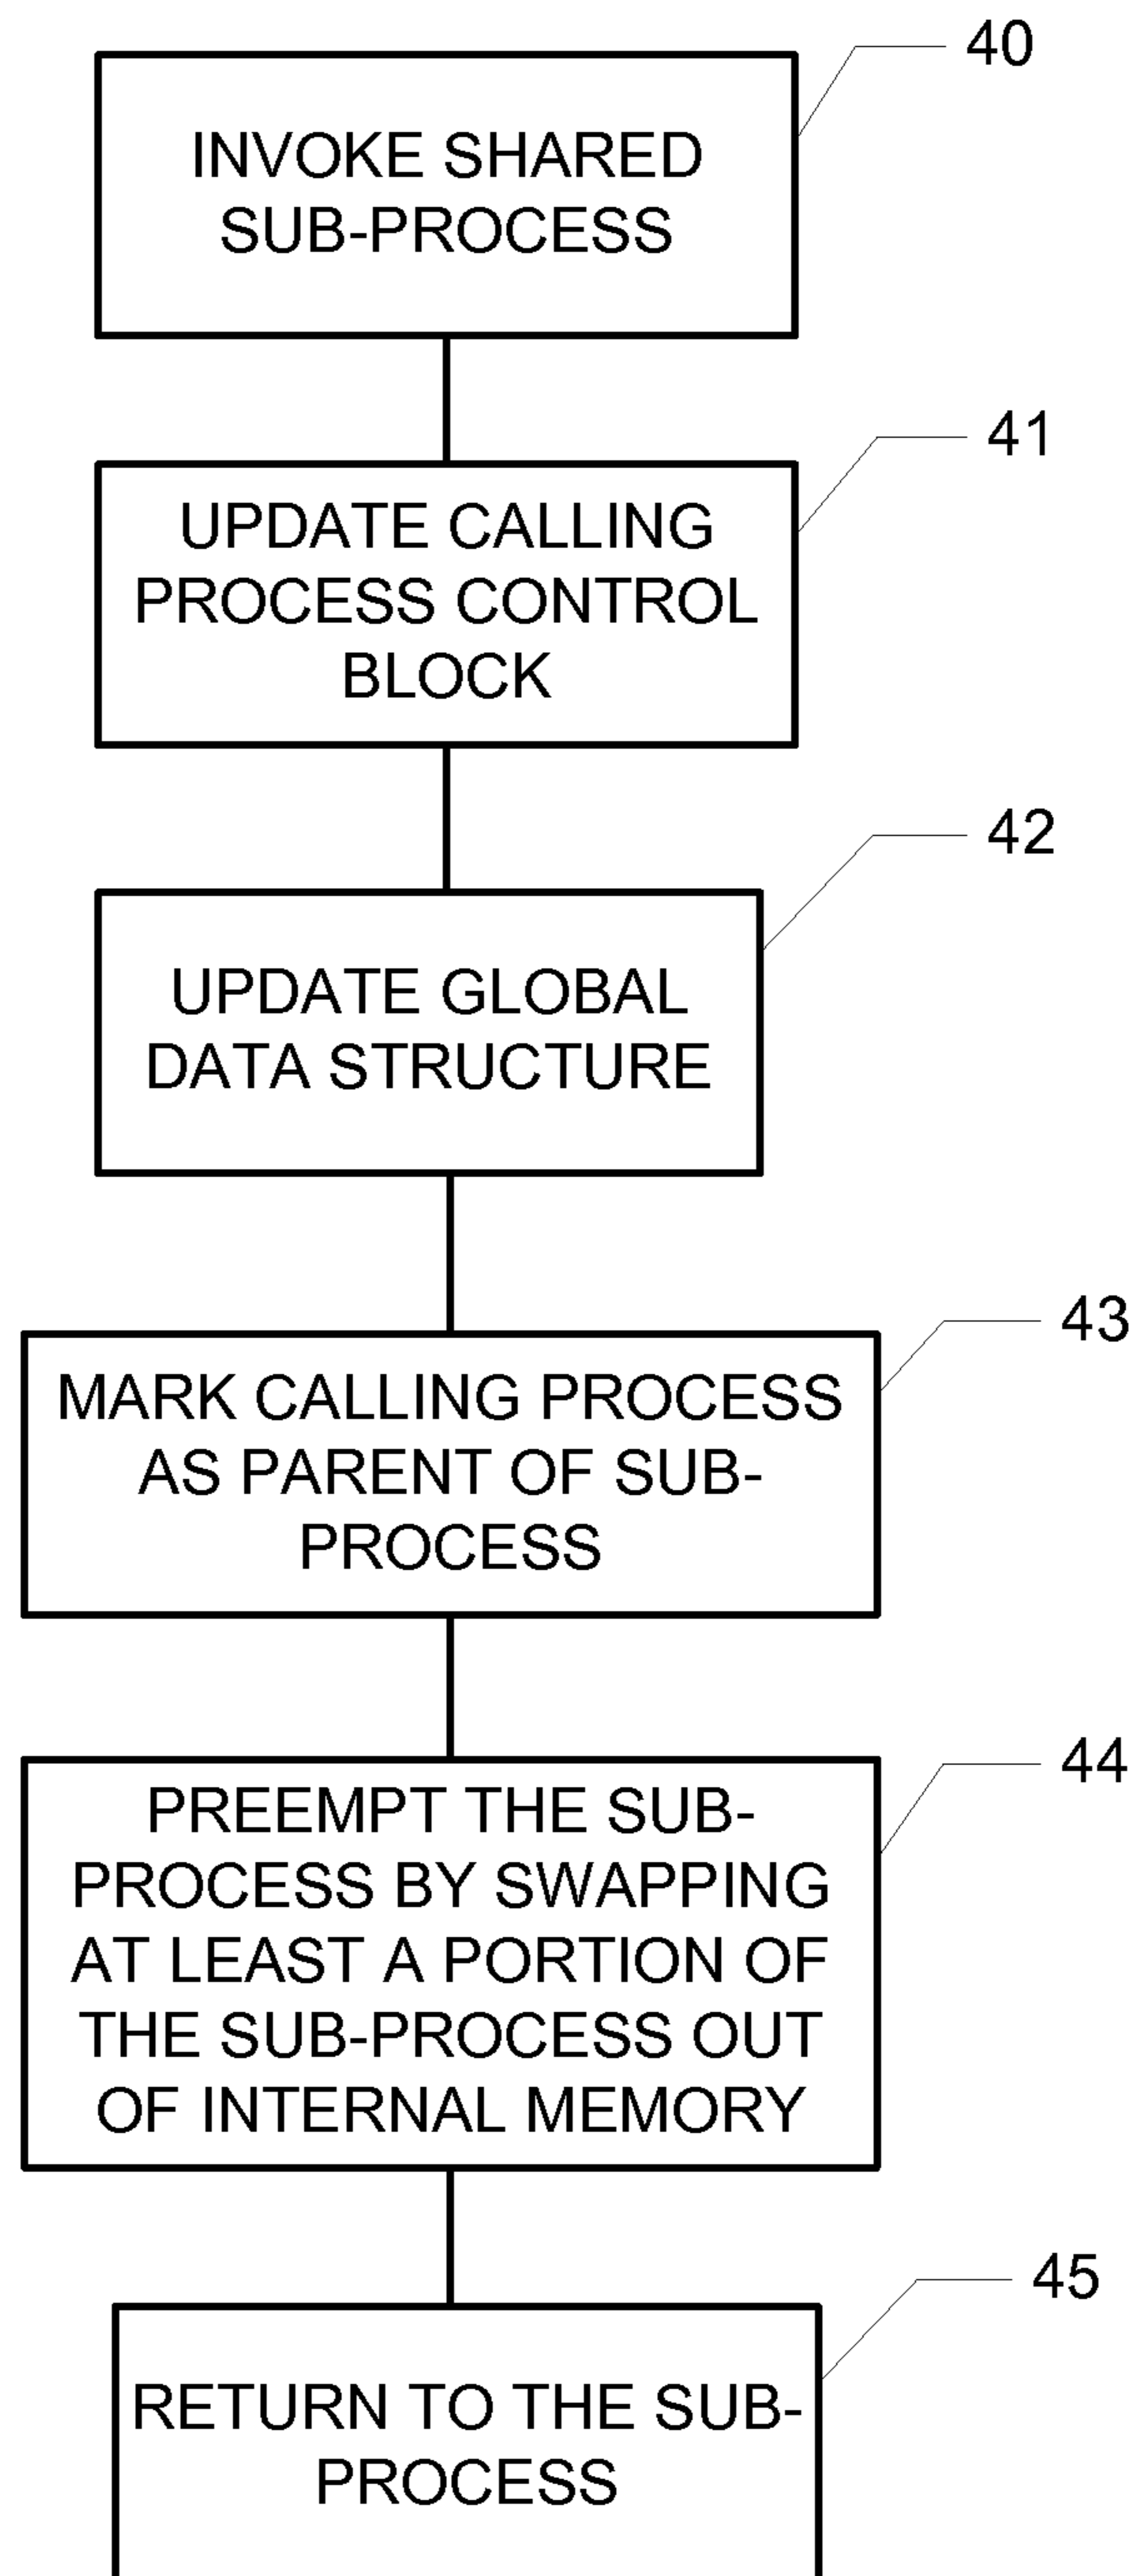 40
INVOKE SHARED
SUB-PROCESS
41
UPDATE CALLING
PROCESS CONTROL
BLOCK
42
UPDATE GLOBAL
DATA STRUCTURE
43
MARK CALLING PROCESS
AS PARENT OF SUB-
PROCESS
44
PREEMPT THE SUB-
PROCESS BY SWAPPING
AT LEAST A PORTION OF
THE SUB-PROCESS OUT
OF INTERNAL MEMORY
45
RETURN TO THE SUB-
PROCESS